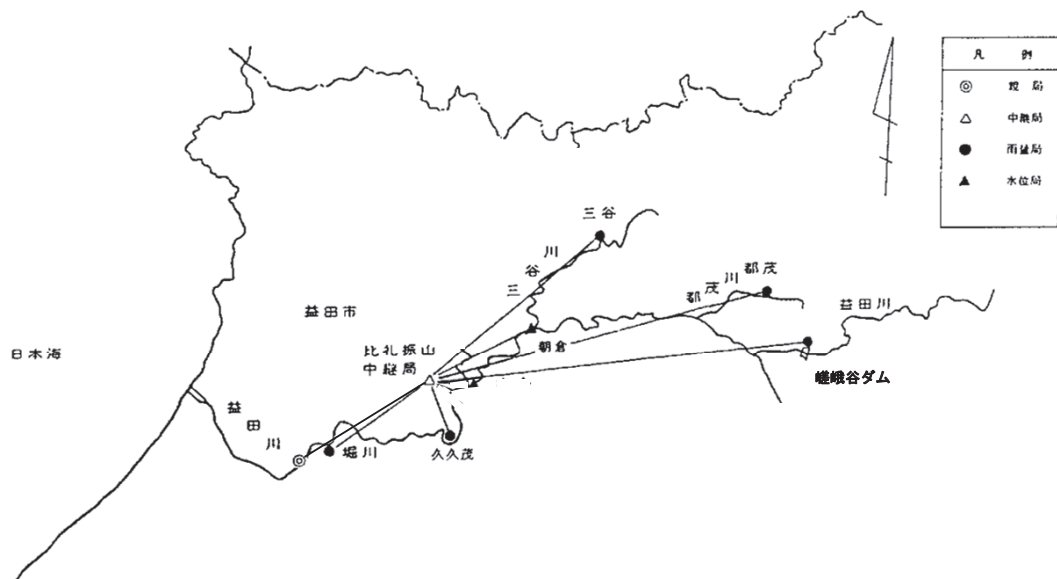 凡 例
統 局
中継局
雨量局
水位局
三谷
三谷川
都茂川
都茂
益田川
益田市
日本海
比礼振山
中継局
朝倉
嵯峨谷ダム
益田川
堀川
久久茂